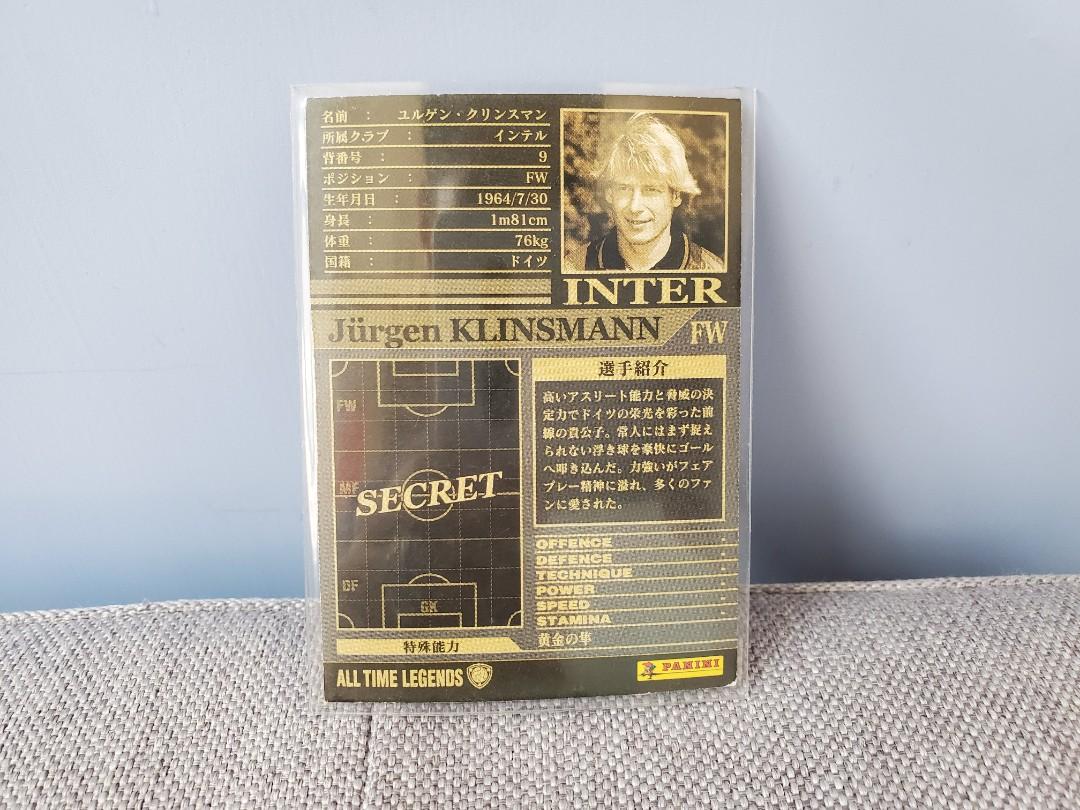 名前 : ユルゲン・クリンスマン
所属クラブ : インテル
背番号 : 9
ポジション : FW
生年月日 : 1964/7/30
身長 : 1m81cm
体重 : 76kg
国籍 : ドイツ
INTER
Jürgen KLINSMANN FW
FW
MF
SECRET
DF
GK
選手紹介
高いアスリート能力と脅威の決
定力でドイツの栄光を彩った前
線の貴公子。常人にはまず捉え
られない浮き球を豪快にゴール
へ叩き込んだ。力強いがフェア
プレー精神に溢れ、多くのファ
ンに愛された。
OFFENCE -
DEFENCE -
TECHNIQUE -
POWER -
SPEED -
STAMINA -
特殊能力 黄金の隼
ALL TIME LEGENDS
PANINI